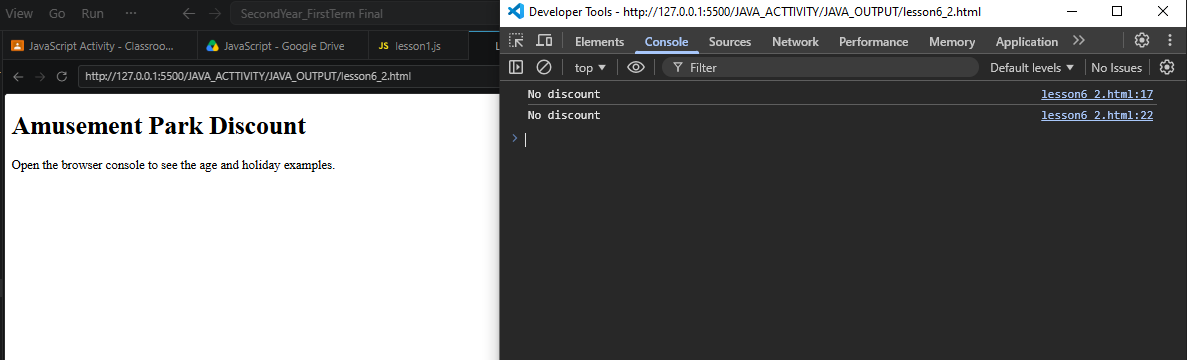 View Go Run ··· SecondYear_FirstTerm Final
JavaScript Activity - Classroo...
JavaScript - Google Drive
JS lesson1.js
L
http://127.0.0.1:5500/JAVA_ACTTIVITY/JAVA_OUTPUT/lesson6_2.html
Amusement Park Discount
Open the browser console to see the age and holiday examples.
Developer Tools - http://127.0.0.1:5500/JAVA_ACTTIVITY/JAVA_OUTPUT/lesson6_2.html
Elements Console Sources Network Performance Memory Application
top Filter Default levels No Issues
No discount lesson6_2.html:17
No discount lesson6_2.html:22